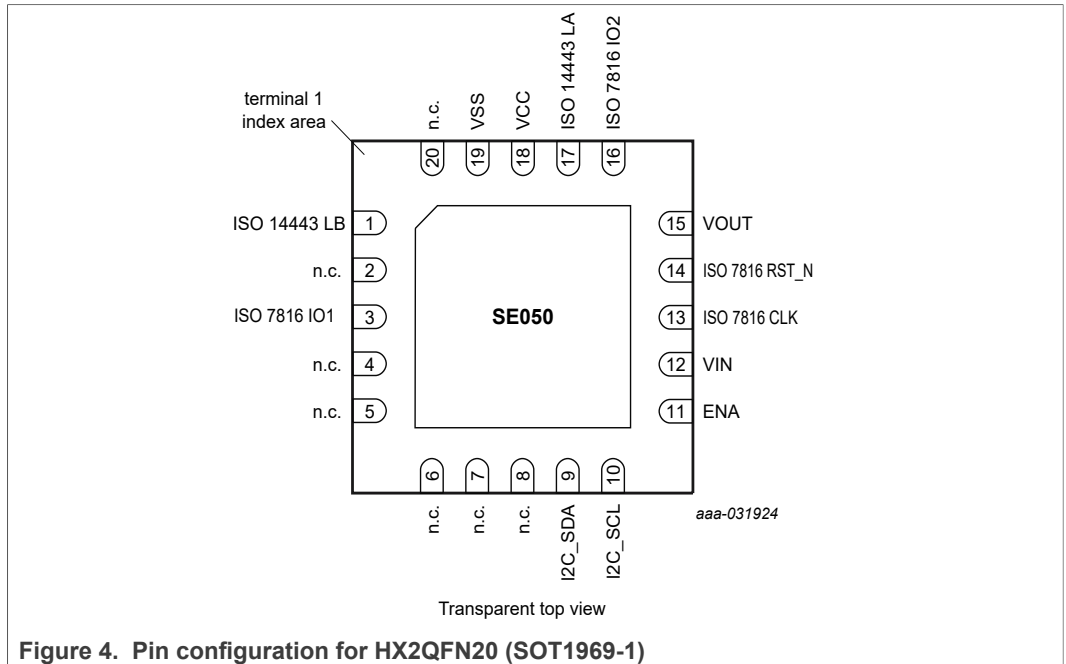 terminal 1
index area
n.c.
VSS
VCC
ISO 14443 LA
ISO 7816 IO2
20
19
18
17
16
ISO 14443 LB
1
15
VOUT
n.c.
2
14
ISO 7816 RST_N
ISO 7816 IO1
3
SE050
13
ISO 7816 CLK
n.c.
4
12
VIN
n.c.
5
11
ENA
6
7
8
9
10
n.c.
n.c.
n.c.
I2C_SDA
I2C_SCL
aaa-031924
Transparent top view
Figure 4. Pin configuration for HX2QFN20 (SOT1969-1)